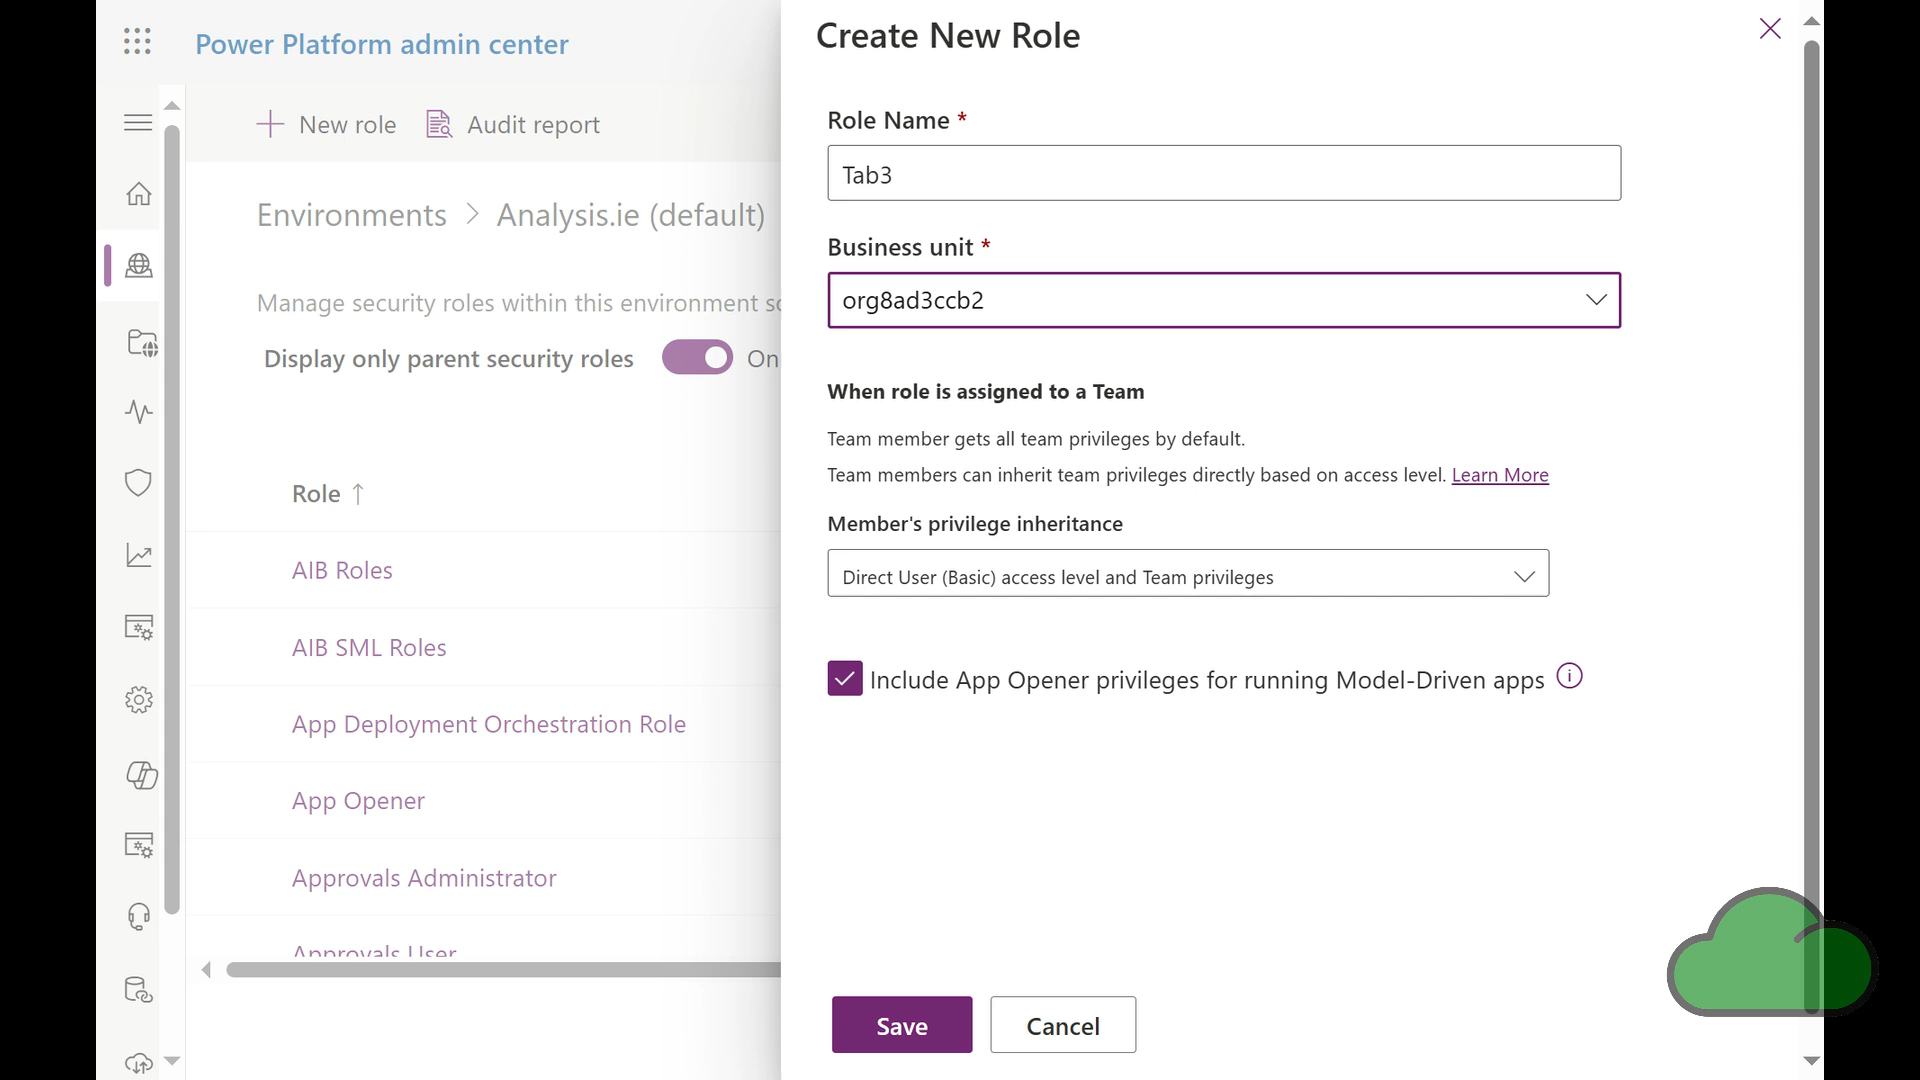 Power Platform admin center
New role
Audit report
Environments > Analysis.ie (default)
Manage security roles within this environment
Display only parent security roles
On
Role ↑
AIB Roles
AIB SML Roles
App Deployment Orchestration Role
App Opener
Approvals Administrator
Approvals User
Create New Role
Role Name *
Tab3
Business unit *
org8ad3ccb2
When role is assigned to a Team
Team member gets all team privileges by default.
Team members can inherit team privileges directly based on access level. Learn More
Member's privilege inheritance
Direct User (Basic) access level and Team privileges
Include App Opener privileges for running Model-Driven apps
Save
Cancel